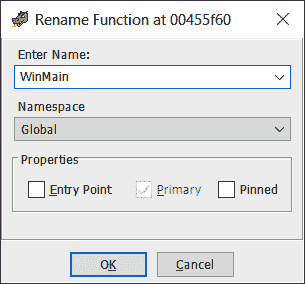 Rename Function at 00455f60
Enter Name:
WinMain
Namespace
Global
Properties
Entry Point Primary Pinned
OK Cancel